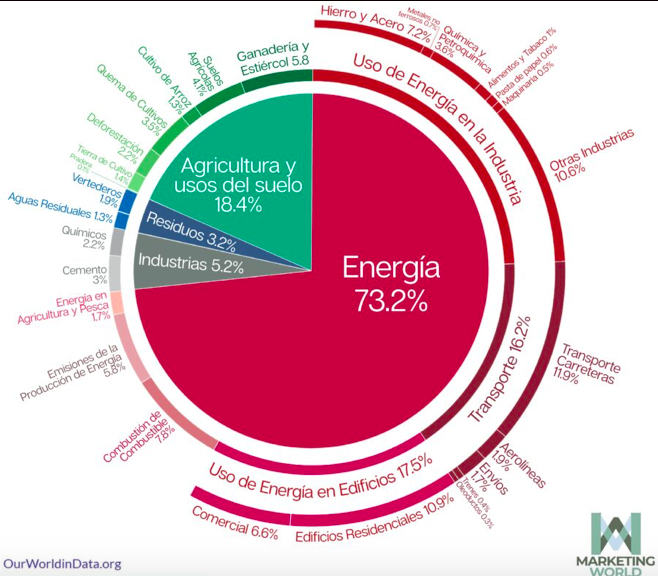 Hierro y Acero 7.2%
Metales no
ferrosos 0.7%
Química y
Petroquímica
3.6%
Alimentos y Tabaco 1%
Pasta de papel 0.6%
Maquinaria 0.5%
Otras Industrias
10.6%
Uso de Energía en la Industria
Ganadería y
Estiércol 5.8
Suelos
Agrícolas
4.1%
Cultivo de Arroz
1.3%
Quema de Cultivos
3.5%
Deforestación
2.2%
Tierra de Cultivo
1.4%
Vertederos
1.9%
Aguas Residuales 1.3%
Químicos
2.2%
Cemento
3%
Energía en
Agricultura y Pesca
1.7%
Emisiones de la
Producción de Energía
5.8%
Combustión de
Combustible
7.8%
Agricultura y
usos del suelo
18.4%
Residuos 3.2%
Industrias 5.2%
Energía
73.2%
Transporte 16.2%
Transporte
Carreteras
11.9%
Aerolíneas
1.9%
Envíos
1.7%
Trenes 0.4%
Oleoductos 0.3%
Uso de Energía en Edificios 17.5%
Edificios Residenciales 10.9%
Comercial 6.6%
OurWorldinData.org
MARKETING
WORLD